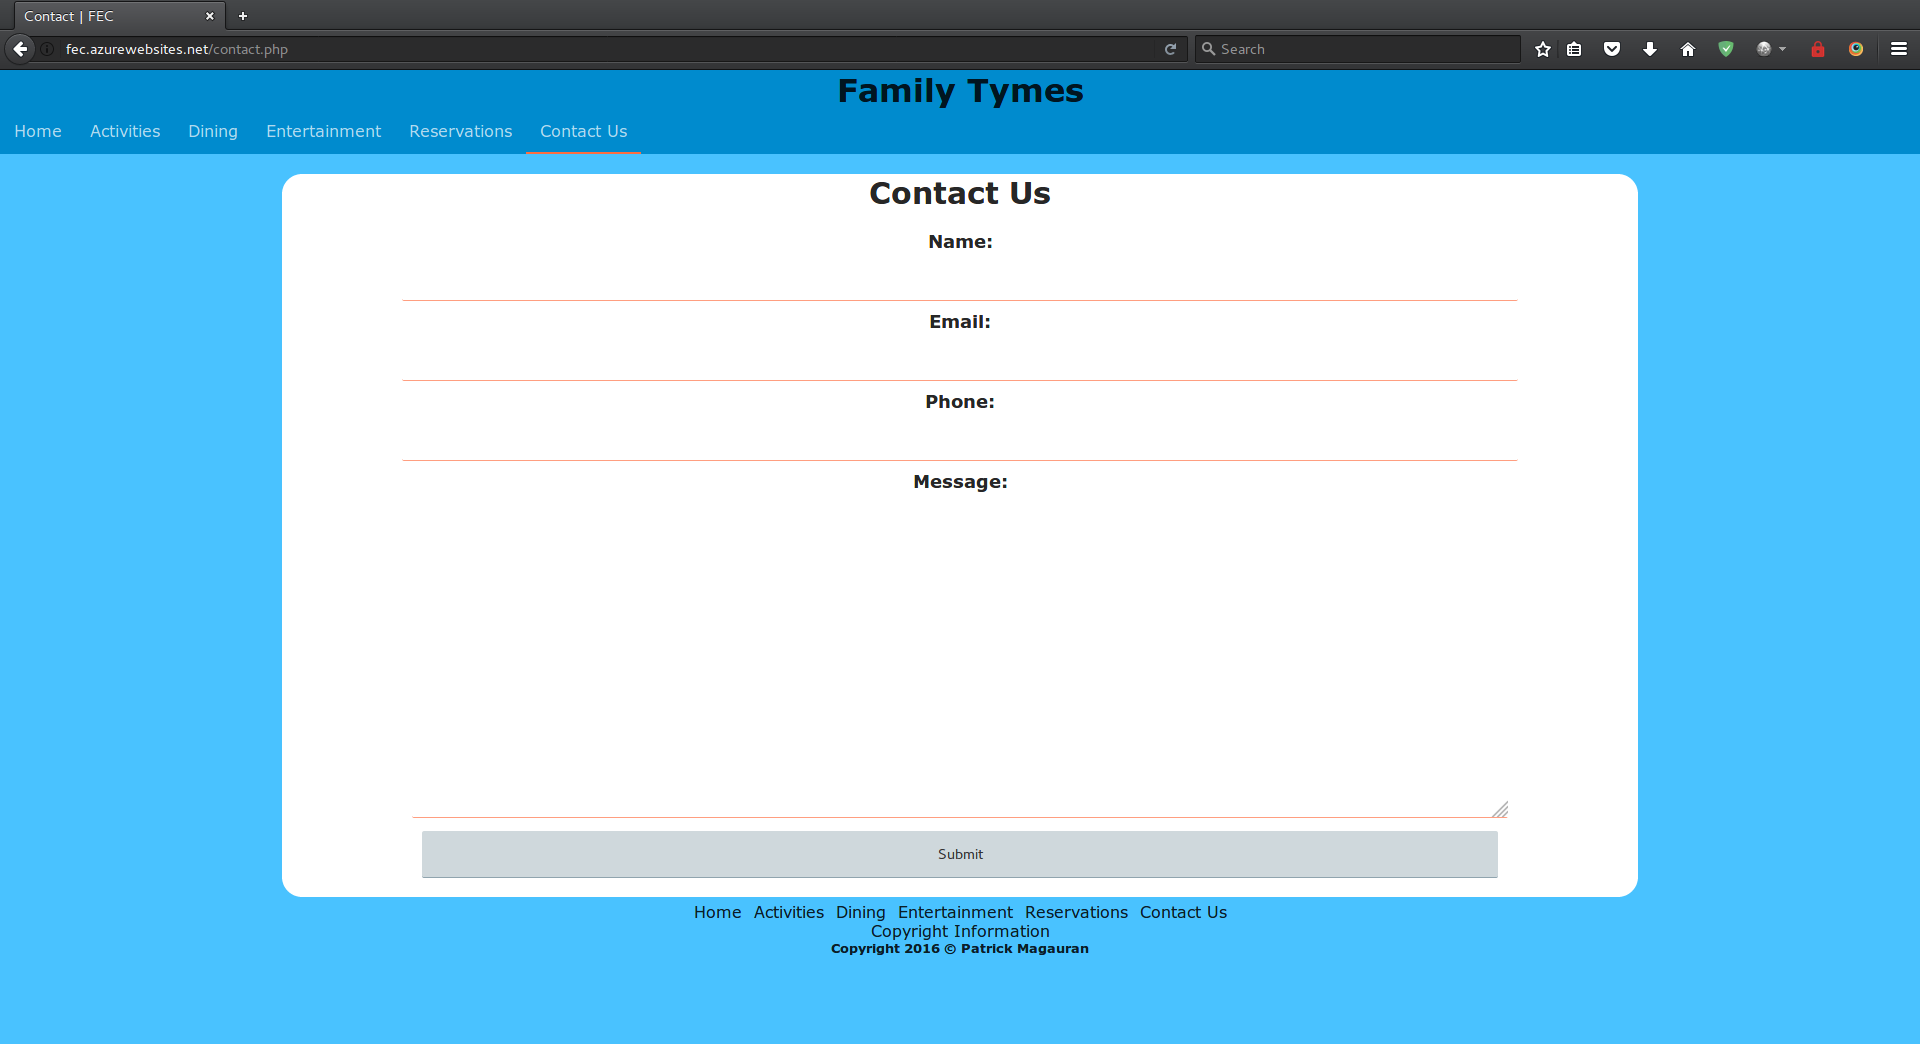 Contact | FEC
fec.azurewebsites.net/contact.php
Search
Family Tymes
Home Activities Dining Entertainment Reservations Contact Us
Contact Us
Name:
Email:
Phone:
Message:
Submit
Home Activities Dining Entertainment Reservations Contact Us
Copyright Information
Copyright 2016 © Patrick Magauran